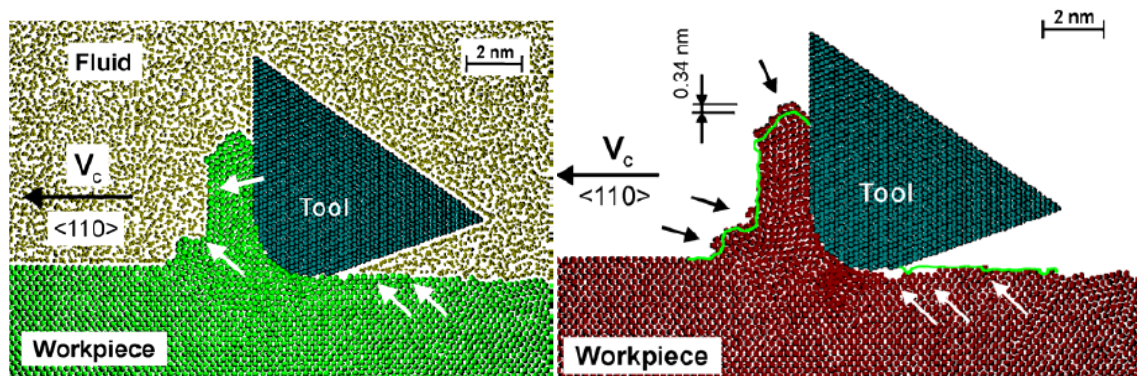 Fluid
2 nm
Vc
<110>
Tool
Workpiece
2 nm
0.34 nm
Vc
<110>
Tool
Workpiece